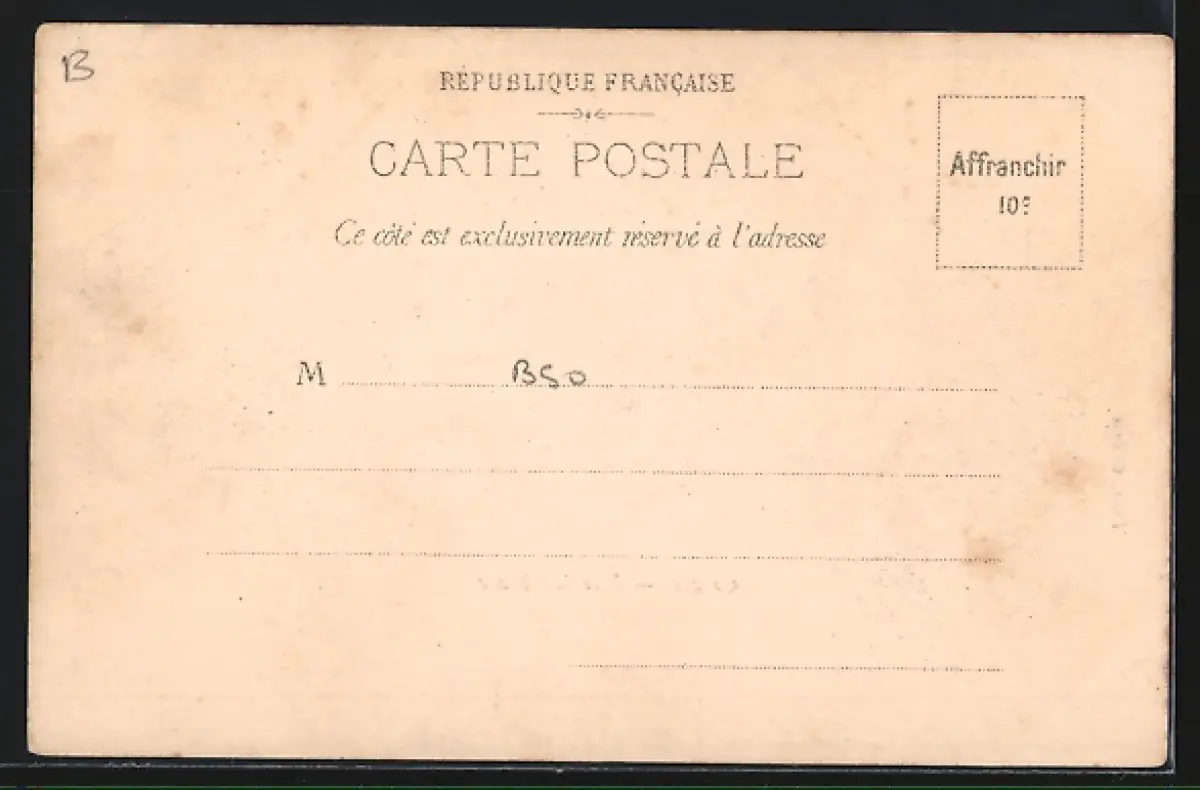 B
RÉPUBLIQUE FRANÇAISE
CARTE POSTALE
Ce côté est exclusivement réservé à l'adresse
Affranchir
10c
M BSO